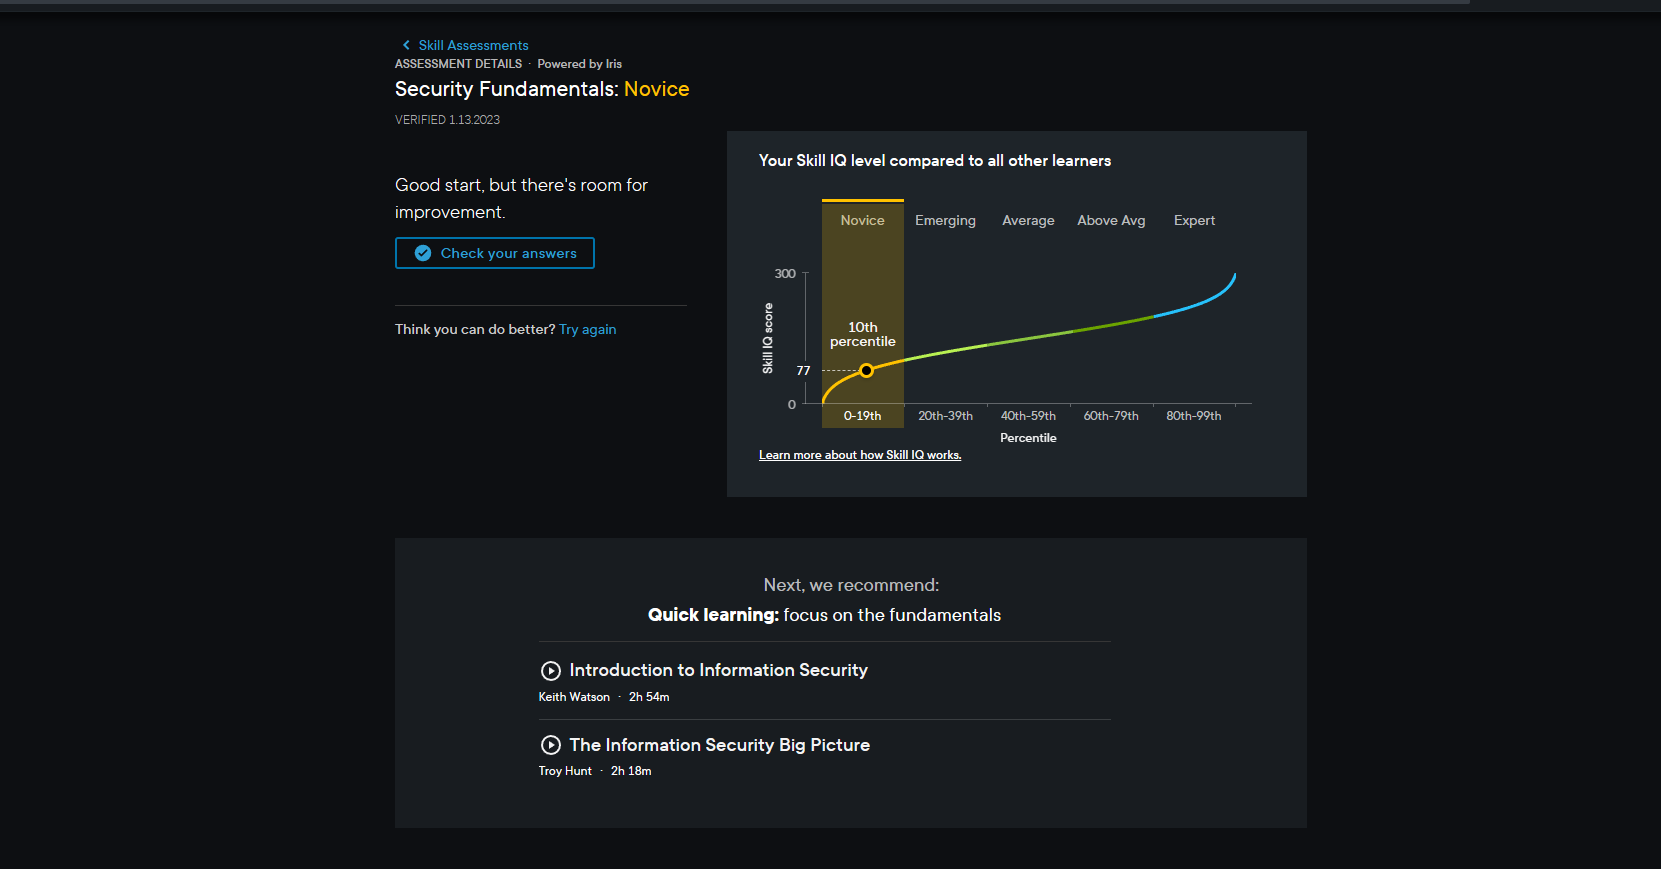 Skill Assessments
ASSESSMENT DETAILS · Powered by Iris
Security Fundamentals: Novice
VERIFIED 1.13.2023
Good start, but there's room for
improvement.
Check your answers
Think you can do better? Try again
Your Skill IQ level compared to all other learners
Novice Emerging Average Above Avg Expert
300
Skill IQ score
10th
percentile
77
0
0-19th 20th-39th 40th-59th 60th-79th 80th-99th
Percentile
Learn more about how Skill IQ works.
Next, we recommend:
Quick learning: focus on the fundamentals
Introduction to Information Security
Keith Watson · 2h 54m
The Information Security Big Picture
Troy Hunt · 2h 18m